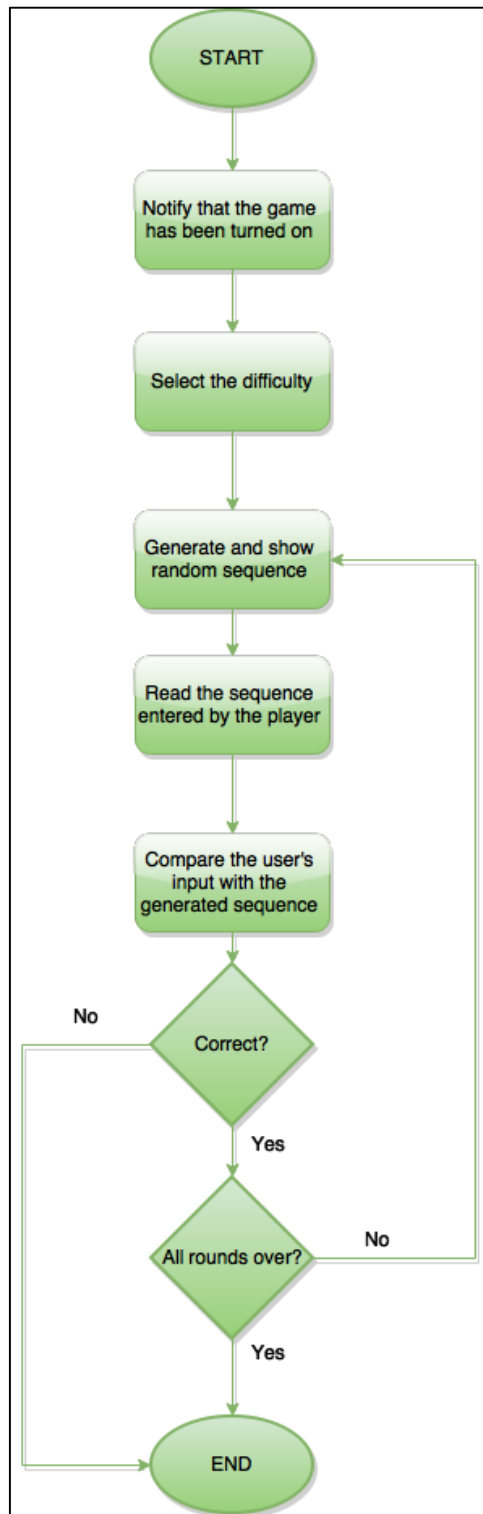 START
Notify that the game
has been turned on
Select the difficulty
Generate and show
random sequence
Read the sequence
entered by the player
Compare the user's
input with the
generated sequence
No
Correct?
Yes
All rounds over?
No
Yes
END